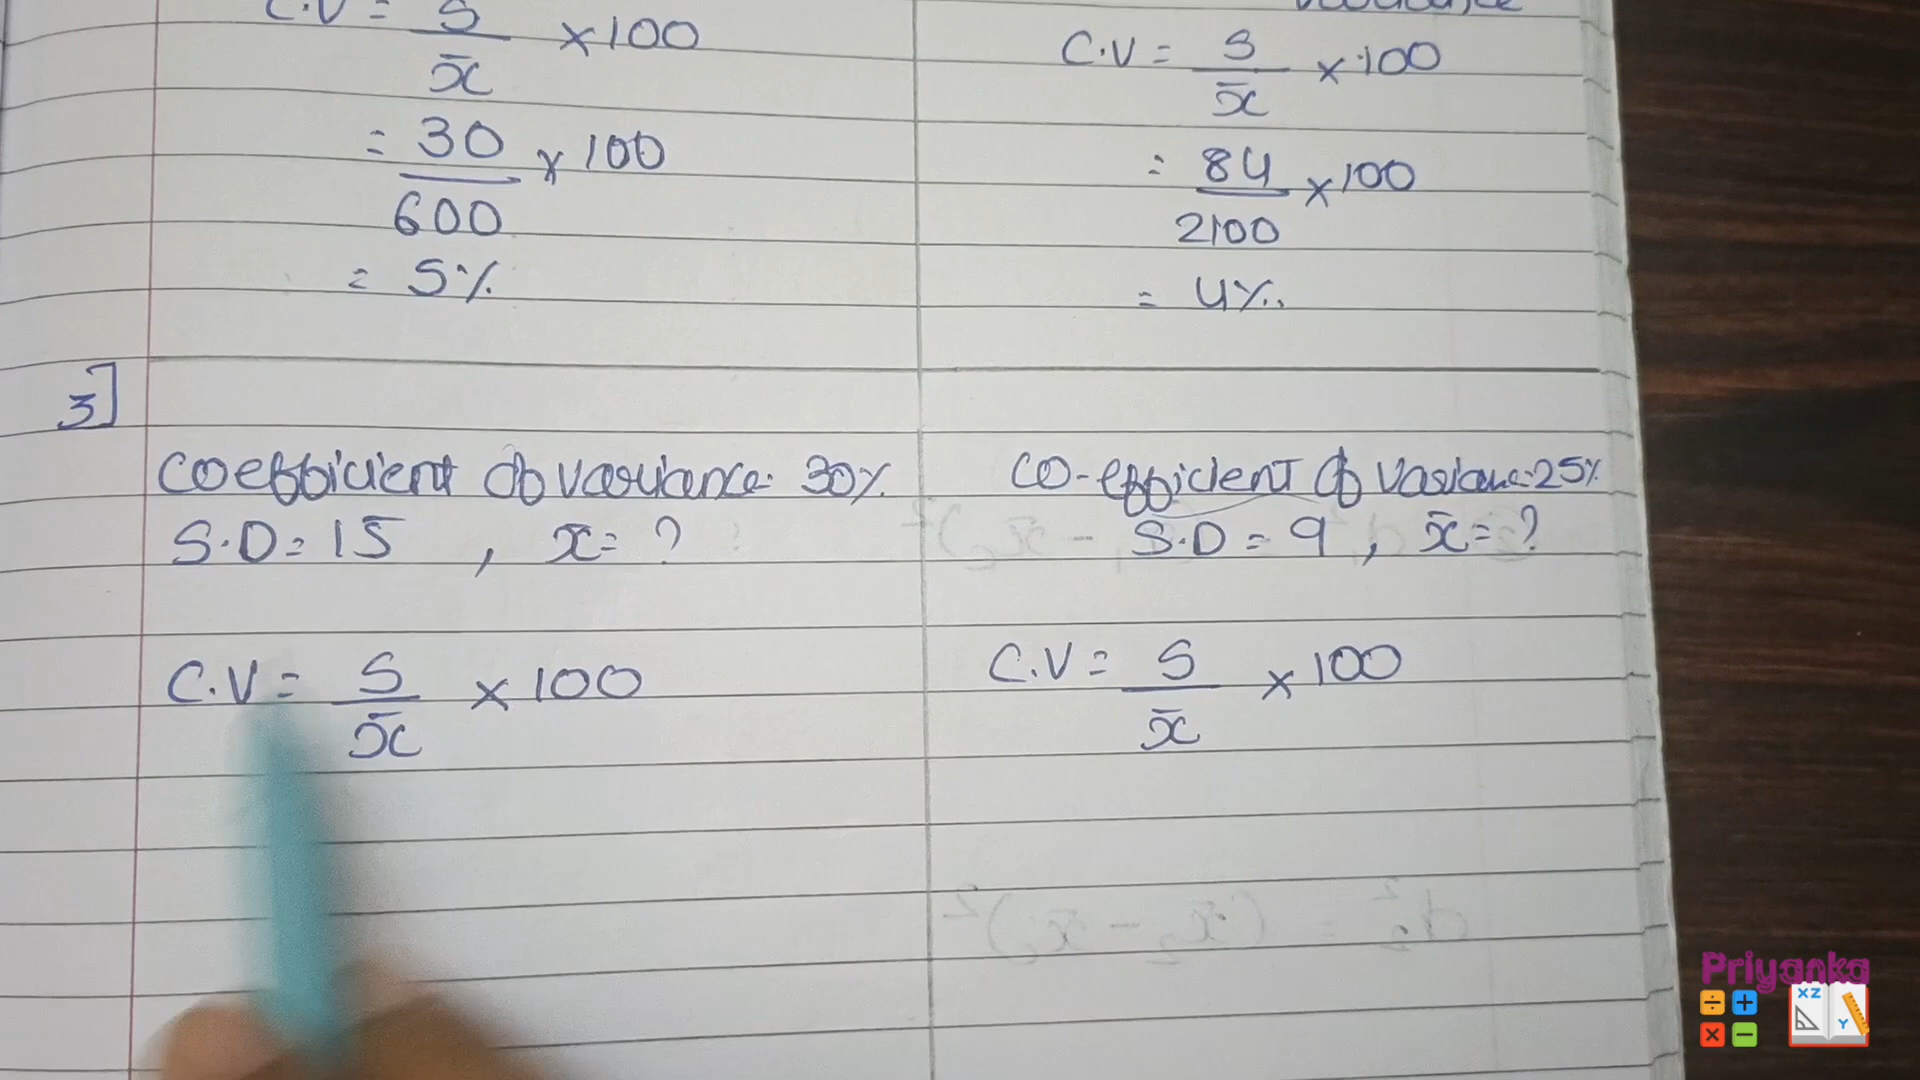 C.V = S/x̄ × 100
= 30/600 × 100
= 5%
C.V = S/x̄ × 100
= 84/2100 × 100
= 4%
3]
Coefficient of variance: 30%
S.D = 15 , x̄ = ?
C.V = S/x̄ × 100
CO-efficient of variance: 25%
S.D = 9 , x̄ = ?
C.V = S/x̄ × 100
Priyanka
XZ
Y